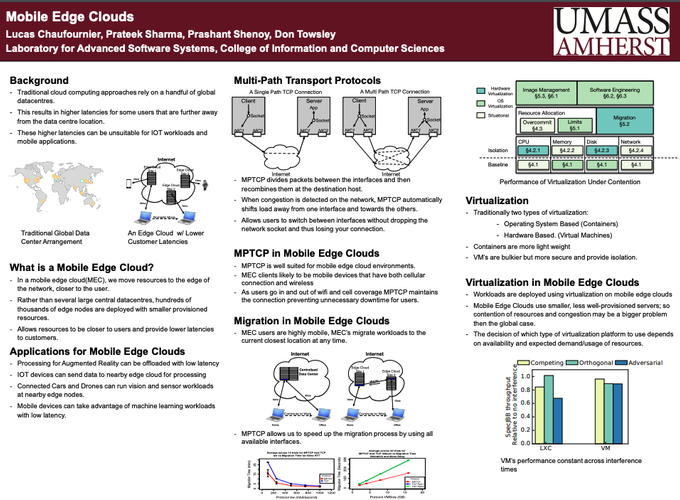 Mobile Edge Clouds
Lucas Chaufournier, Prateek Sharma, Prashant Shenoy, Don Towsley
Laboratory for Advanced Software Systems, College of Information and Computer Sciences
UMASS
AMHERST
Background
- Traditional cloud computing approaches rely on a handful of global
datacentres.
- This results in higher latencies for some users that are further away
from the data centre location.
- These higher latencies can be unsuitable for IOT workloads and
mobile applications.
Internet
Edge Cloud
Edge Cloud
Traditional Global Data
Center Arrangement
An Edge Cloud w/ Lower
Customer Latencies
What is a Mobile Edge Cloud?
- In a mobile edge cloud(MEC), we move resources to the edge of
the network, closer to the user.
- Rather than several large central datacentres, hundreds of
thousands of edge nodes are deployed with smaller provisioned
resources.
- Allows resources to be closer to users and provide lower latencies
to customers.
Applications for Mobile Edge Clouds
- Processing for Augmented Reality can be offloaded with low latency
- IOT devices can send data to nearby edge cloud for processing
- Connected Cars and Drones can run vision and sensor workloads
at nearby edge nodes.
- Mobile devices can take advantage of machine learning workloads
with low latency.
Multi-Path Transport Protocols
A Single Path TCP Connection
A Multi Path TCP Connection
Client
Server
Client
Server
App
App
Socket
Socket
Socket
Socket
NIC1
NIC2
Internet
Internet
- MPTCP divides packets between the interfaces and then
recombines them at the destination host.
- When congestion is detected on the network, MPTCP automatically
shifts load away from one interface and towards the others.
- Allows users to switch between interfaces without dropping the
network socket and thus losing your connection.
MPTCP in Mobile Edge Clouds
- MPTCP is well suited for mobile edge cloud environments.
- MEC clients likely to be mobile devices that have both cellular
connection and wireless
- As users go in and out of wifi and cell coverage MPTCP maintains
the connection preventing unnecessary downtime for users.
Migration in Mobile Edge Clouds
- MEC users are highly mobile, MEC's migrate workloads to the
current closest location at any time.
Internet
Internet
Centralized
Data Center
Edge Cloud
Edge Cloud
Home
Office
Home
Office
- MPTCP allows us to speed up the migration process by using all
available interfaces.
Hardware
Virtualization
OS
Virtualization
Situational
Image Management
§5.3, §6.1
Software Engineering
§6.2, §6.3
Resource Allocation
Overcommitment
§4.3
Limits
§5.1
Migration
§5.2
CPU
Memory
Disk
Network
Isolation
§4.2.1
§4.2.2
§4.2.3
§4.2.4
Baseline
§4.1
§4.1
§4.1
§4.1
Performance of Virtualization Under Contention
Virtualization
- Traditionally two types of virtualization:
- Operating System Based (Containers)
- Hardware Based. (Virtual Machines)
- Containers are more light weight
- VM's are bulkier but more secure and provide isolation.
Virtualization in Mobile Edge Clouds
- Workloads are deployed using virtualization on mobile edge clouds
- Mobile Edge Clouds use smaller, less well-provisioned servers; so
contention of resources and congestion may be a bigger problem
then the global case.
- The decision of which type of virtualization platform to use depends
on availability and expected demand/usage of resources.
Competing Orthogonal Adversarial
SpecJBB throughput
Relative to no interference
1.0
0.8
0.6
0.4
0.2
0.0
LXC
VM
VM's performance constant across interference
times